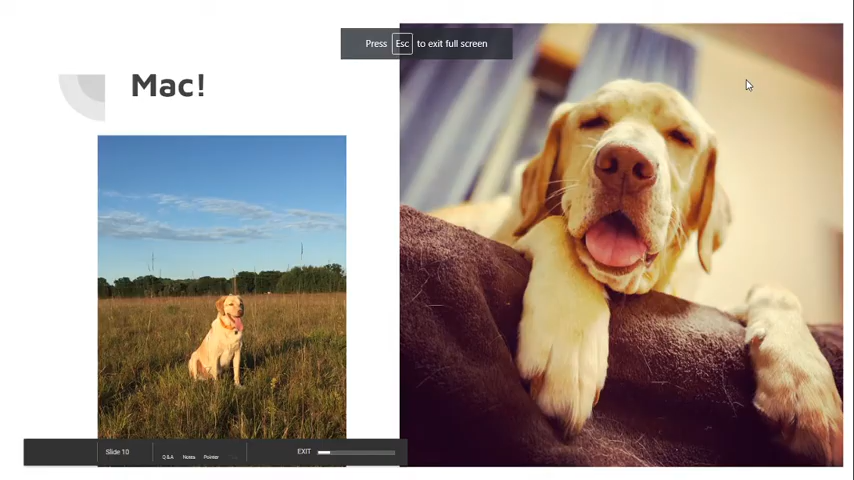 Press Esc to exit full screen
Mac!
Slide 10
Q&A Notes Pointer
EXIT